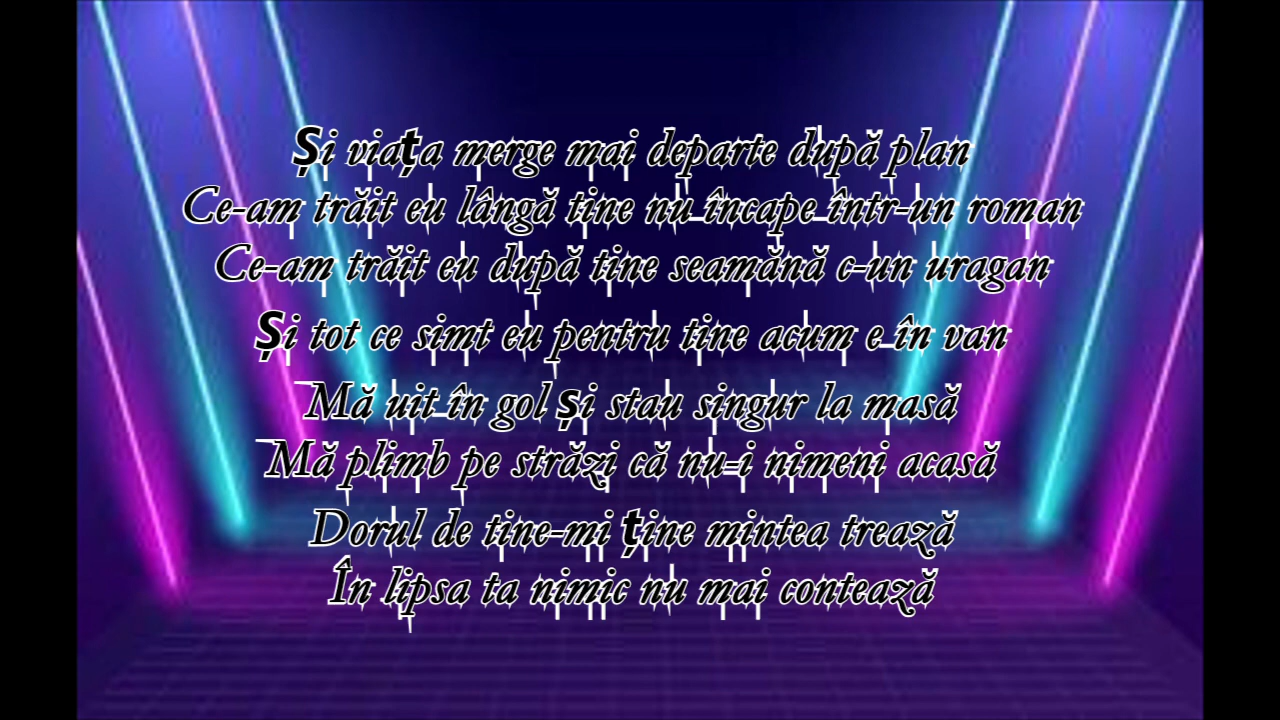 Și viața merge mai departe după plan
Ce-am trăit eu lângă tine nu încape într-un roman
Ce-am trăit eu după tine seamănă c-un uragan
Și tot ce simt eu pentru tine acum e în van
Mă uit în gol și stau singur la masă
Mă plimb pe străzi că nu-i nimeni acasă
Dorul de tine-mi ține mintea trează
În lipsa ta nimic nu mai contează